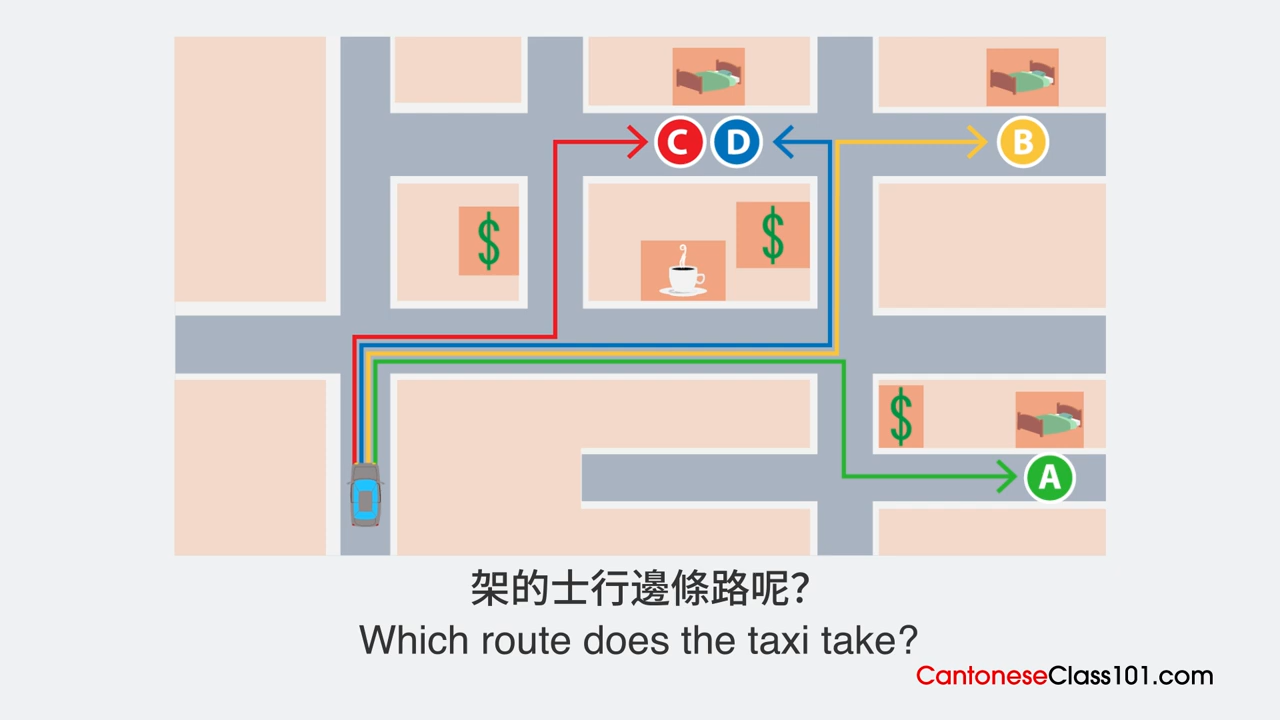 C D B
$ $
$
A
架的士行邊條路呢？
Which route does the taxi take?
CantoneseClass101.com